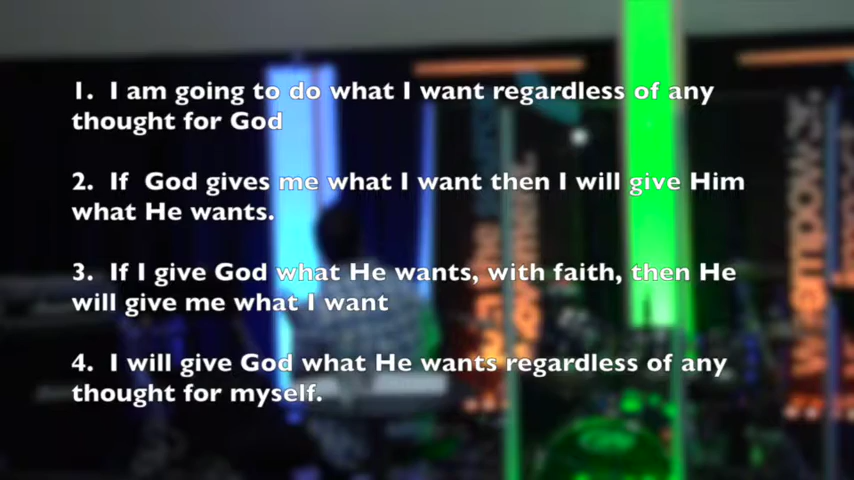 1.  I am going to do what I want regardless of any
thought for God
2.  If  God gives me what I want then I will give Him
what He wants.
3.  If I give God what He wants, with faith, then He
will give me what I want
4.  I will give God what He wants regardless of any
thought for myself.